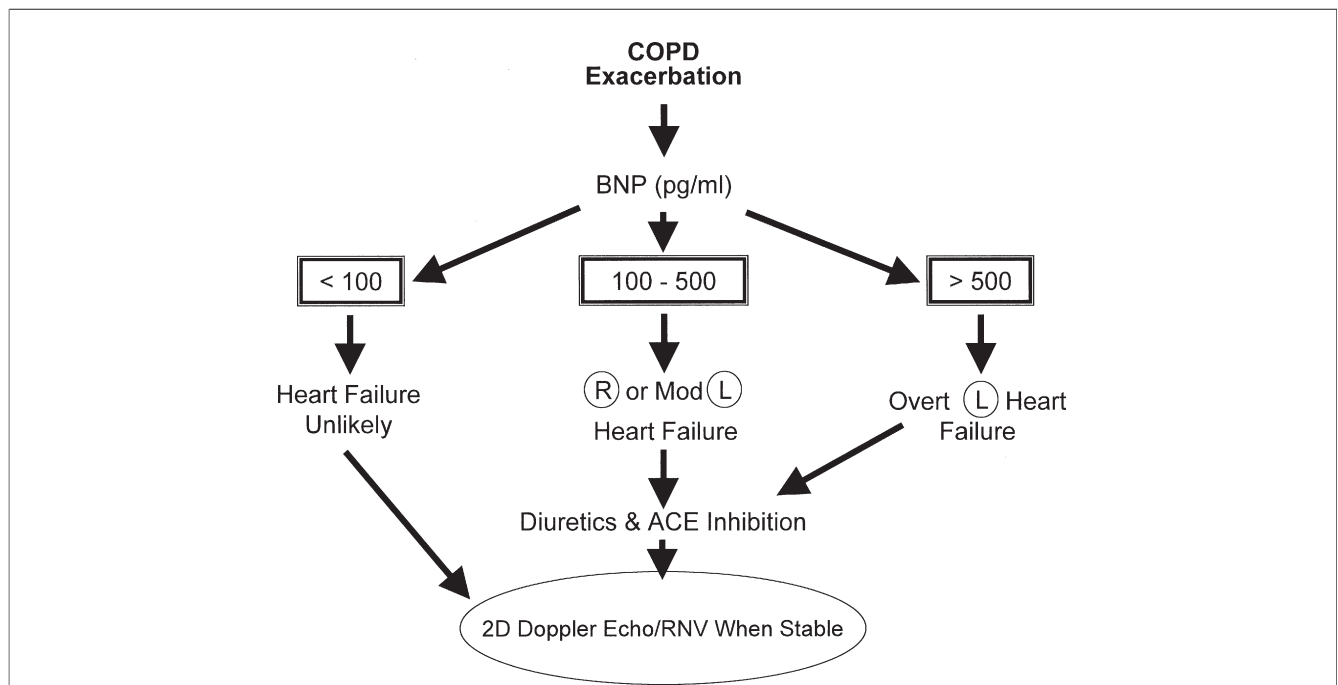 COPD
Exacerbation
BNP (pg/ml)
< 100
100 - 500
> 500
Heart Failure
Unlikely
R or Mod L
Heart Failure
Overt L Heart
Failure
Diuretics & ACE Inhibition
2D Doppler Echo/RNV When Stable